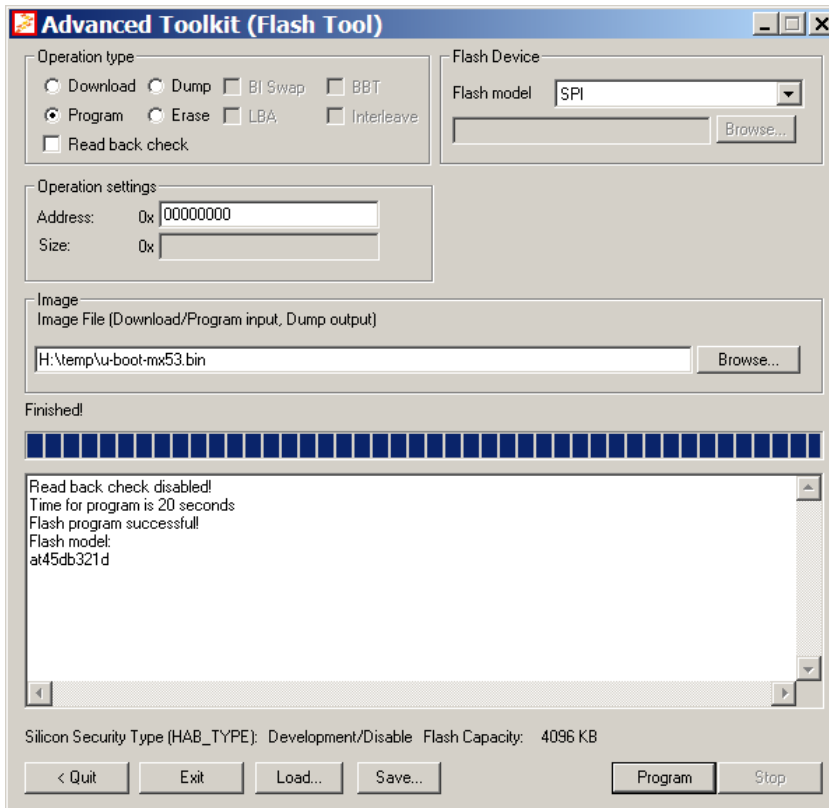 Advanced Toolkit (Flash Tool)
Operation type
Download Dump BI Swap BBT
Program Erase LBA Interleave
Read back check
Flash Device
Flash model SPI
Browse...
Operation settings
Address: 0x 00000000
Size: 0x
Image
Image File (Download/Program input, Dump output)
H:\temp\u-boot-mx53.bin Browse...
Finished!
Read back check disabled!
Time for program is 20 seconds
Flash program successful!
Flash model:
at45db321d
Silicon Security Type (HAB_TYPE): Development/Disable Flash Capacity: 4096 KB
< Quit Exit Load... Save... Program Stop